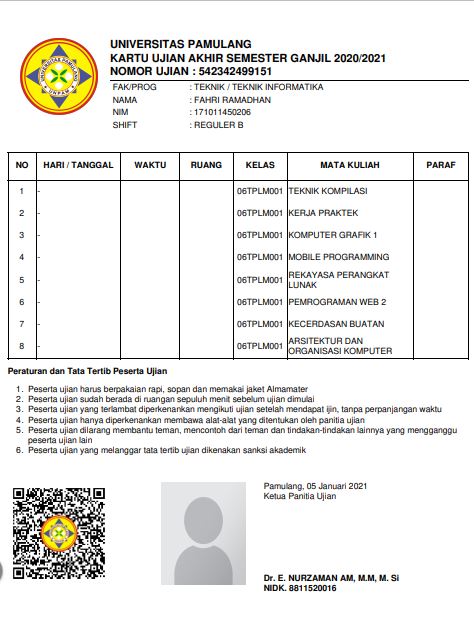 UNIVERSITAS PAMULANG
KARTU UJIAN AKHIR SEMESTER GANJIL 2020/2021
NOMOR UJIAN : 542342499151
FAK/PROG : TEKNIK / TEKNIK INFORMATIKA
NAMA : FAHRI RAMADHAN
NIM : 171011450206
SHIFT : REGULER B
UNIVERSITAS PAMULANG
UNPAM
NO HARI / TANGGAL WAKTU RUANG KELAS MATA KULIAH PARAF
1 - 06TPLM001 TEKNIK KOMPILASI
2 - 06TPLM001 KERJA PRAKTEK
3 - 06TPLM001 KOMPUTER GRAFIK 1
4 - 06TPLM001 MOBILE PROGRAMMING
5 - 06TPLM001 REKAYASA PERANGKAT
LUNAK
6 - 06TPLM001 PEMROGRAMAN WEB 2
7 - 06TPLM001 KECERDASAN BUATAN
8 - 06TPLM001 ARSITEKTUR DAN
ORGANISASI KOMPUTER
Peraturan dan Tata Tertib Peserta Ujian
1. Peserta ujian harus berpakaian rapi, sopan dan memakai jaket Almamater
2. Peserta ujian sudah berada di ruangan sepuluh menit sebelum ujian dimulai
3. Peserta ujian yang terlambat diperkenankan mengikuti ujian setelah mendapat ijin, tanpa perpanjangan waktu
4. Peserta ujian hanya diperkenankan membawa alat-alat yang ditentukan oleh panitia ujian
5. Peserta ujian dilarang membantu teman, mencontoh dari teman dan tindakan-tindakan lainnya yang mengganggu
peserta ujian lain
6. Peserta ujian yang melanggar tata tertib ujian dikenakan sanksi akademik
Pamulang, 05 Januari 2021
Ketua Panitia Ujian
Dr. E. NURZAMAN AM, M.M, M. Si
NIDK. 8811520016